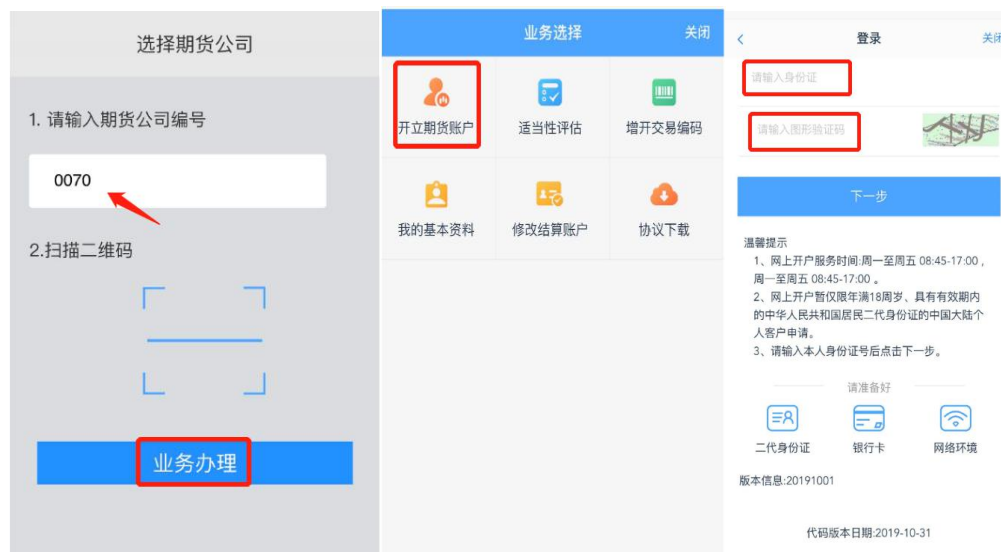 选择期货公司
1. 请输入期货公司编号
0070
2.扫描二维码
业务办理
业务选择
关闭
开立期货账户
适当性评估
增开交易编码
我的基本资料
修改结算账户
协议下载
登录
关闭
请输入身份证
请输入图形验证码
下一步
温馨提示
1、网上开户服务时间:周一至周五 08:45-17:00 ,
周一至周五 08:45-17:00 。
2、网上开户暂仅限年满18周岁、具有有效期内
的中华人民共和国居民二代身份证的中国大陆个
人客户申请。
3、请输入本人身份证号后点击下一步。
请准备好
二代身份证
银行卡
网络环境
版本信息:20191001
代码版本日期:2019-10-31